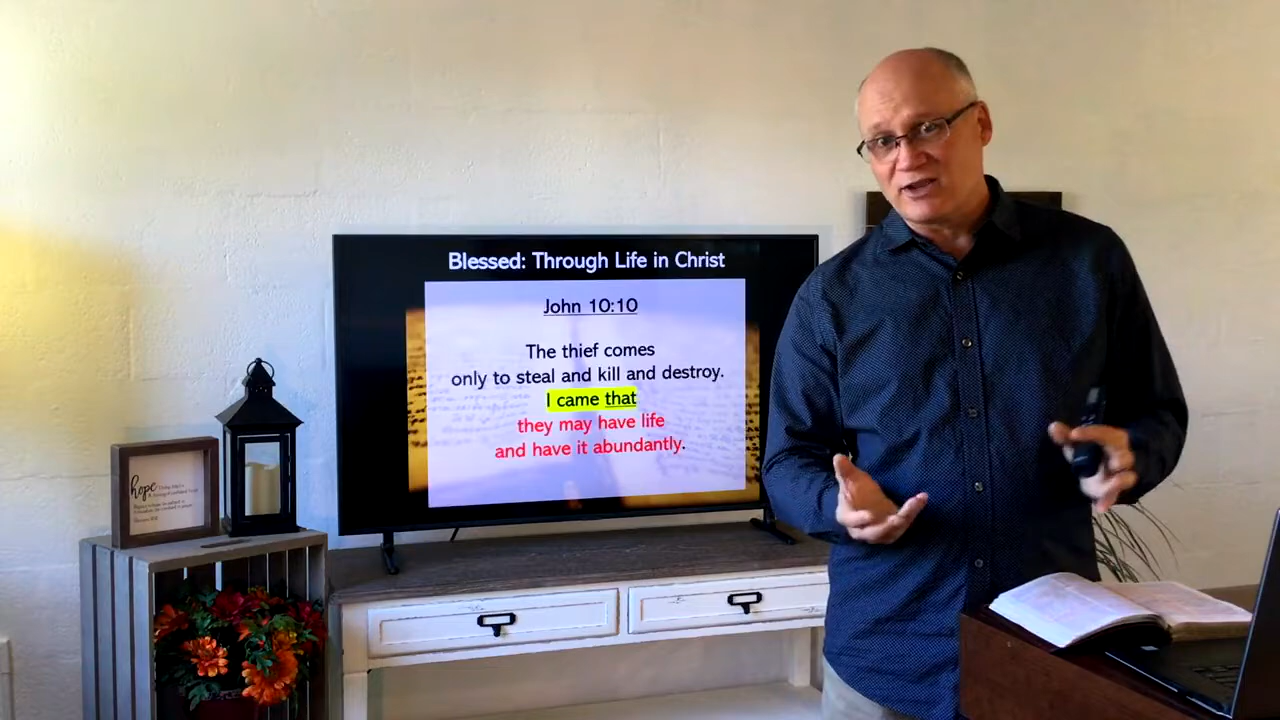 Blessed: Through Life in Christ
John 10:10
The thief comes
only to steal and kill and destroy.
I came that
they may have life
and have it abundantly.
hope